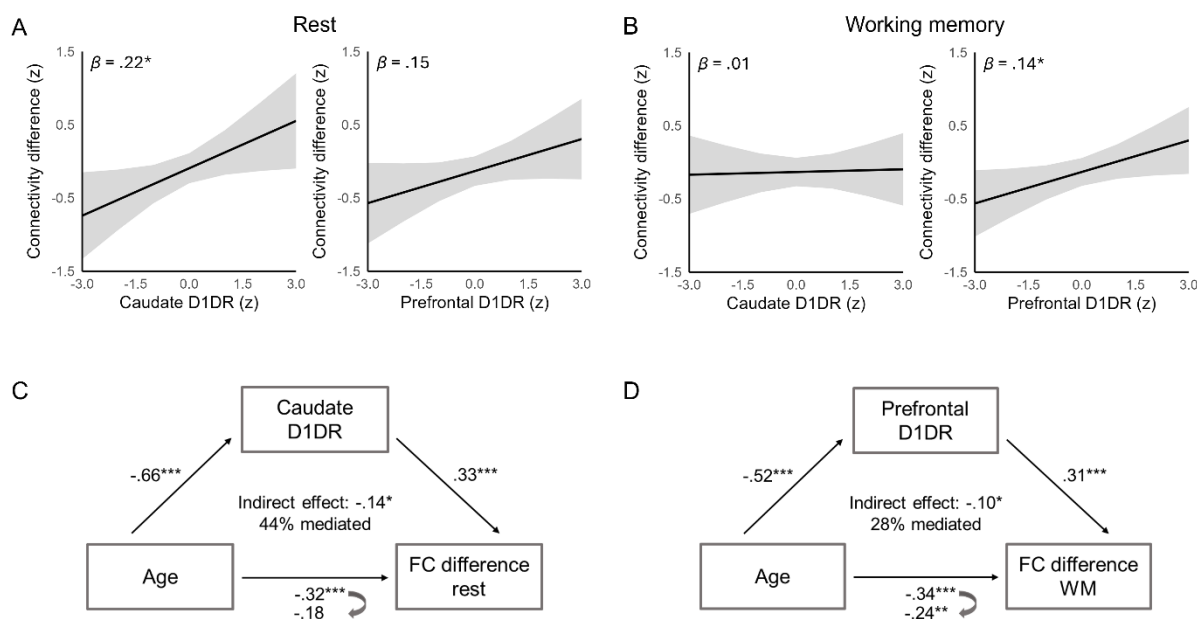 A
Rest
β = .22*
Connectivity difference (z)
1.5
0.5
-0.5
-1.5
-3.0 -1.5 0.0 1.5 3.0
Caudate D1DR (z)
β = .15
Connectivity difference (z)
1.5
0.5
-0.5
-1.5
-3.0 -1.5 0.0 1.5 3.0
Prefrontal D1DR (z)
B
Working memory
β = .01
Connectivity difference (z)
1.5
0.5
-0.5
-1.5
-3.0 -1.5 0.0 1.5 3.0
Caudate D1DR (z)
β = .14*
Connectivity difference (z)
1.5
0.5
-0.5
-1.5
-3.0 -1.5 0.0 1.5 3.0
Prefrontal D1DR (z)
C
Caudate
D1DR
-.66***
.33***
Indirect effect: -.14*
44% mediated
Age
FC difference
rest
-.32***
-.18
D
Prefrontal
D1DR
-.52***
.31***
Indirect effect: -.10*
28% mediated
Age
FC difference
WM
-.34***
-.24**